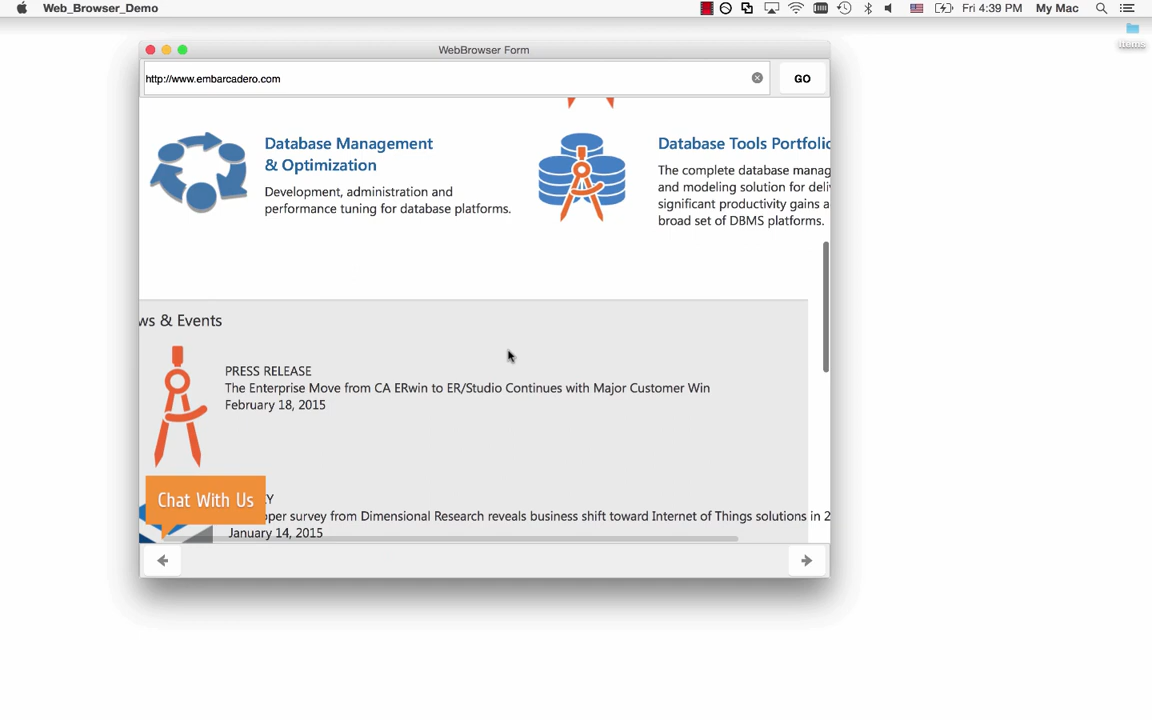 Web_Browser_Demo
Fri 4:39 PM My Mac
items
WebBrowser Form
http://www.embarcadero.com
GO
Database Management
& Optimization
Development, administration and
performance tuning for database platforms.
Database Tools Portfolio
The complete database manag
and modeling solution for deli
significant productivity gains a
broad set of DBMS platforms.
ws & Events
PRESS RELEASE
The Enterprise Move from CA ERwin to ER/Studio Continues with Major Customer Win
February 18, 2015
Chat With Us
EY
oper survey from Dimensional Research reveals business shift toward Internet of Things solutions in 2
January 14, 2015